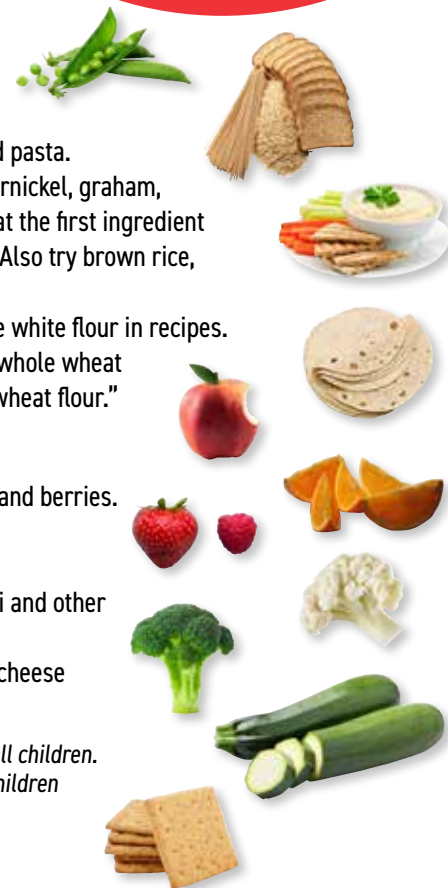 d pasta.
rnickel, graham,
at the first ingredient
Also try brown rice,
e white flour in recipes.
whole wheat
wheat flour.”
and berries.
i and other
cheese
ll children.
hildren